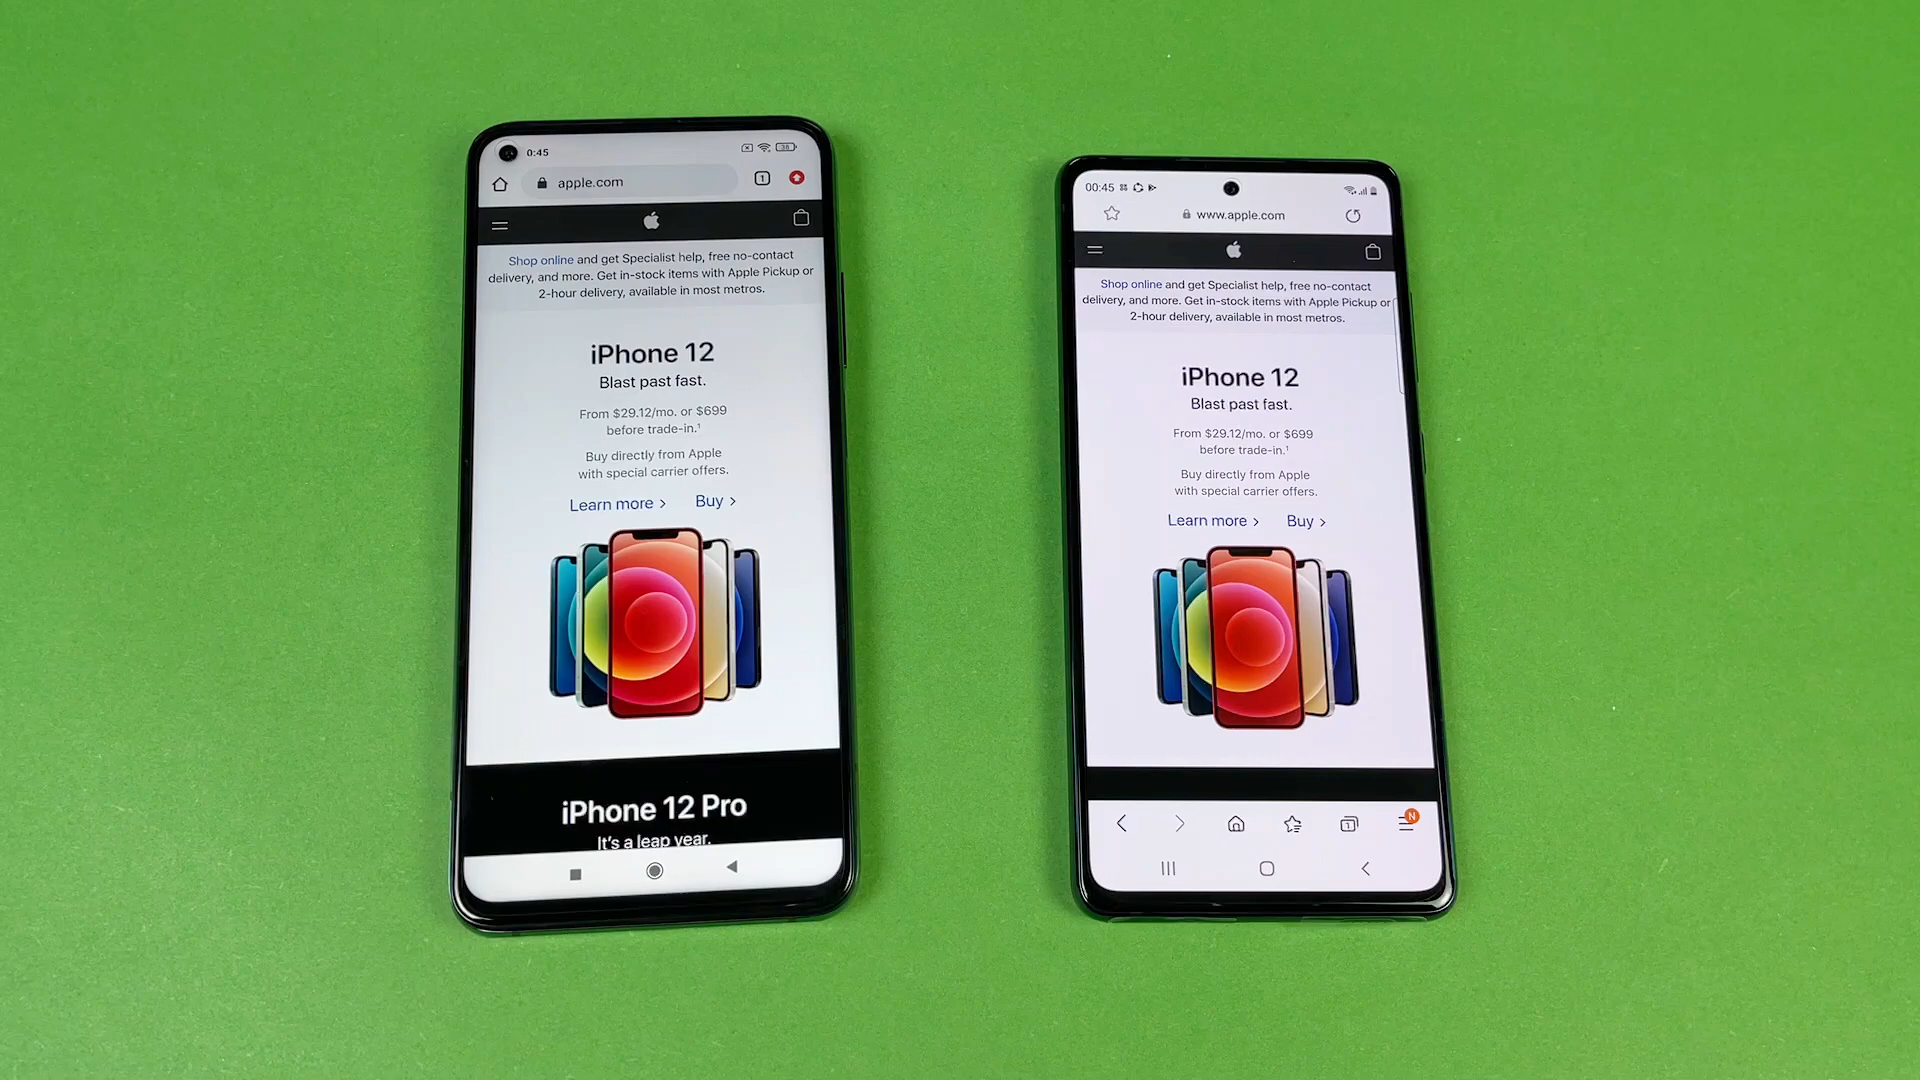 0:45
38
apple.com
1
Shop online and get Specialist help, free no-contact
delivery, and more. Get in-stock items with Apple Pickup or
2-hour delivery, available in most metros.
iPhone 12
Blast past fast.
From $29.12/mo. or $699
before trade-in.¹
Buy directly from Apple
with special carrier offers.
Learn more > Buy >
iPhone 12 Pro
It's a leap year.
00:45
www.apple.com
Shop online and get Specialist help, free no-contact
delivery, and more. Get in-stock items with Apple Pickup or
2-hour delivery, available in most metros.
iPhone 12
Blast past fast.
From $29.12/mo. or $699
before trade-in.¹
Buy directly from Apple
with special carrier offers.
Learn more > Buy >
1
N